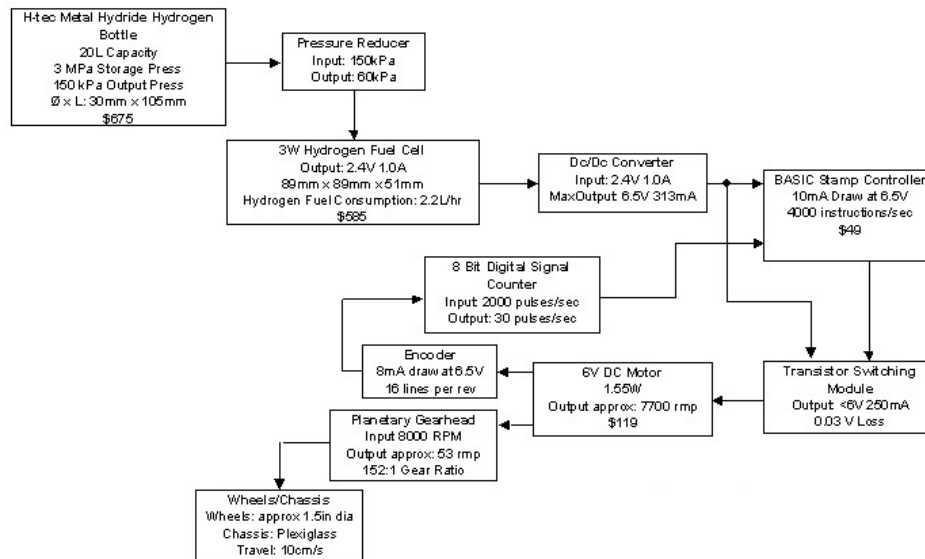 H-tec Metal Hydride Hydrogen
Bottle
20L Capacity
3 MPa Storage Press
150 kPa Output Press
Ø x L: 30mm x 105mm
$675
Pressure Reducer
Input: 150kPa
Output: 60kPa
3W Hydrogen Fuel Cell
Output: 2.4V 1.0A
89mm x 89mm x 51mm
Hydrogen Fuel Consumption: 2.2L/hr
$585
Dc/Dc Converter
Input: 2.4V 1.0A
MaxOutput: 6.5V 313mA
BASIC Stamp Controller
10mA Draw at 6.5V
4000 instructions/sec
$49
8 Bit Digital Signal
Counter
Input: 2000 pulses/sec
Output: 30 pulses/sec
Encoder
8mA draw at 6.5V
16 lines per rev
6V DC Motor
1.55W
Output approx: 7700 rmp
$119
Transistor Switching
Module
Output: <6V 250mA
0.03 V Loss
Planetary Gearhead
Input 8000 RPM
Output approx: 53 rmp
152:1 Gear Ratio
Wheels/Chassis
Wheels: approx 1.5in dia
Chassis: Plexiglass
Travel: 10cm/s